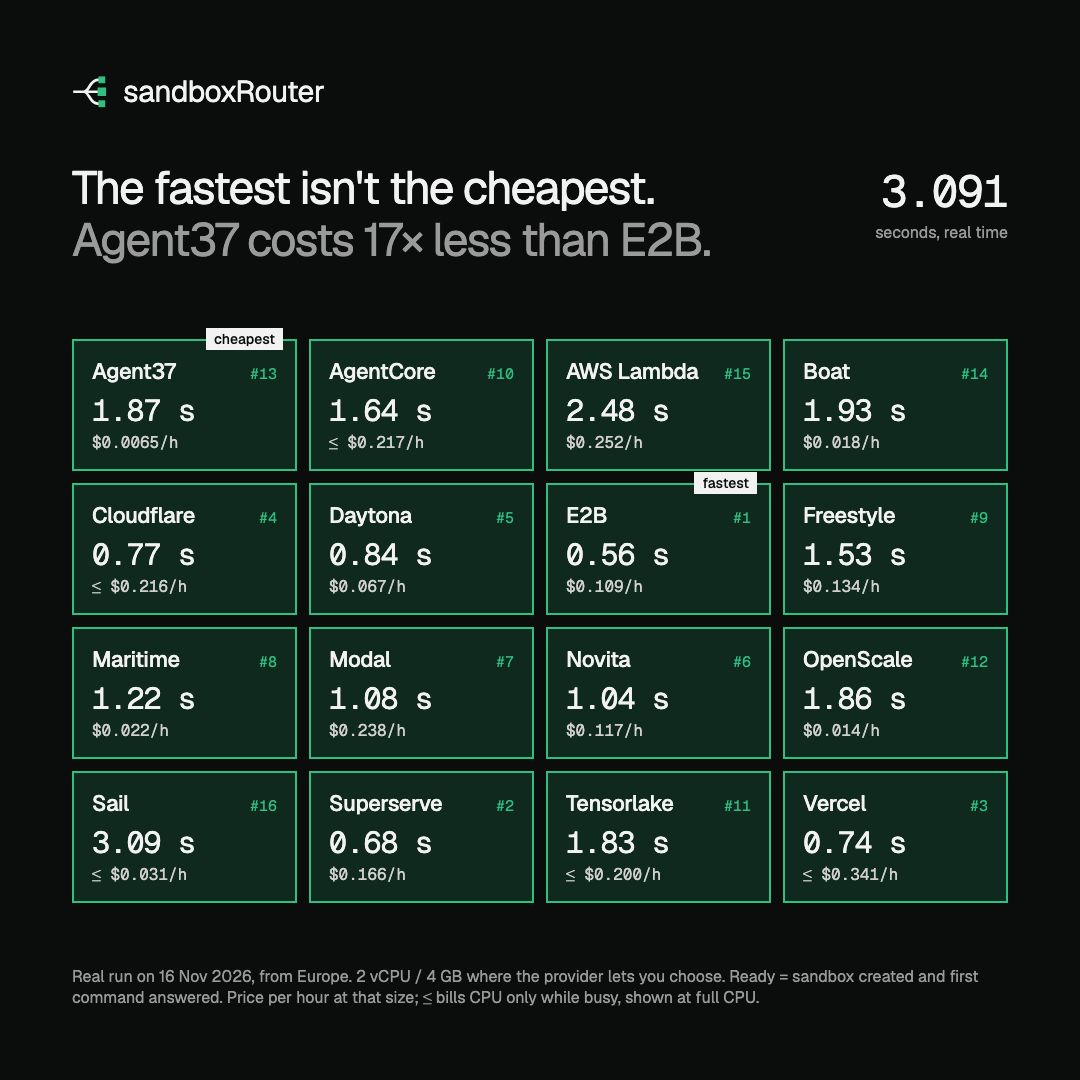 sandboxRouter
The fastest isn't the cheapest.
Agent37 costs 17× less than E2B.
3.091
seconds, real time
cheapest
Agent37 #13
1.87 s
$0.0065/h
AgentCore #10
1.64 s
≤ $0.217/h
AWS Lambda #15
2.48 s
$0.252/h
Boat #14
1.93 s
$0.018/h
Cloudflare #4
0.77 s
≤ $0.216/h
Daytona #5
0.84 s
$0.067/h
fastest
E2B #1
0.56 s
$0.109/h
Freestyle #9
1.53 s
$0.134/h
Maritime #8
1.22 s
$0.022/h
Modal #7
1.08 s
$0.238/h
Novita #6
1.04 s
$0.117/h
OpenScale #12
1.86 s
$0.014/h
Sail #16
3.09 s
≤ $0.031/h
Superserve #2
0.68 s
$0.166/h
Tensorlake #11
1.83 s
≤ $0.200/h
Vercel #3
0.74 s
≤ $0.341/h
Real run on 16 Nov 2026, from Europe. 2 vCPU / 4 GB where the provider lets you choose. Ready = sandbox created and first
command answered. Price per hour at that size; ≤ bills CPU only while busy, shown at full CPU.